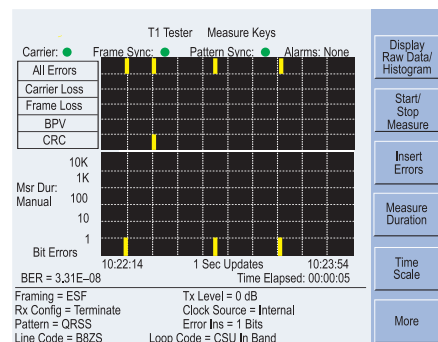 T1 Tester Measure Keys
Carrier: Frame Sync: Pattern Sync: Alarms: None
All Errors
Carrier Loss
Frame Loss
BPV
CRC
10K
1K
Msr Dur:
Manual
100
10
1
Bit Errors
10:22:14 1 Sec Updates 10:23:54
BER = 3.31E–08 Time Elapsed: 00:00:05
Framing = ESF Tx Level = 0 dB
Rx Config = Terminate Clock Source = Internal
Pattern = QRSS Error Ins = 1 Bits
Line Code = B8ZS Loop Code = CSU In Band
Display
Raw Data/
Histogram
Start/
Stop
Measure
Insert
Errors
Measure
Duration
Time
Scale
More